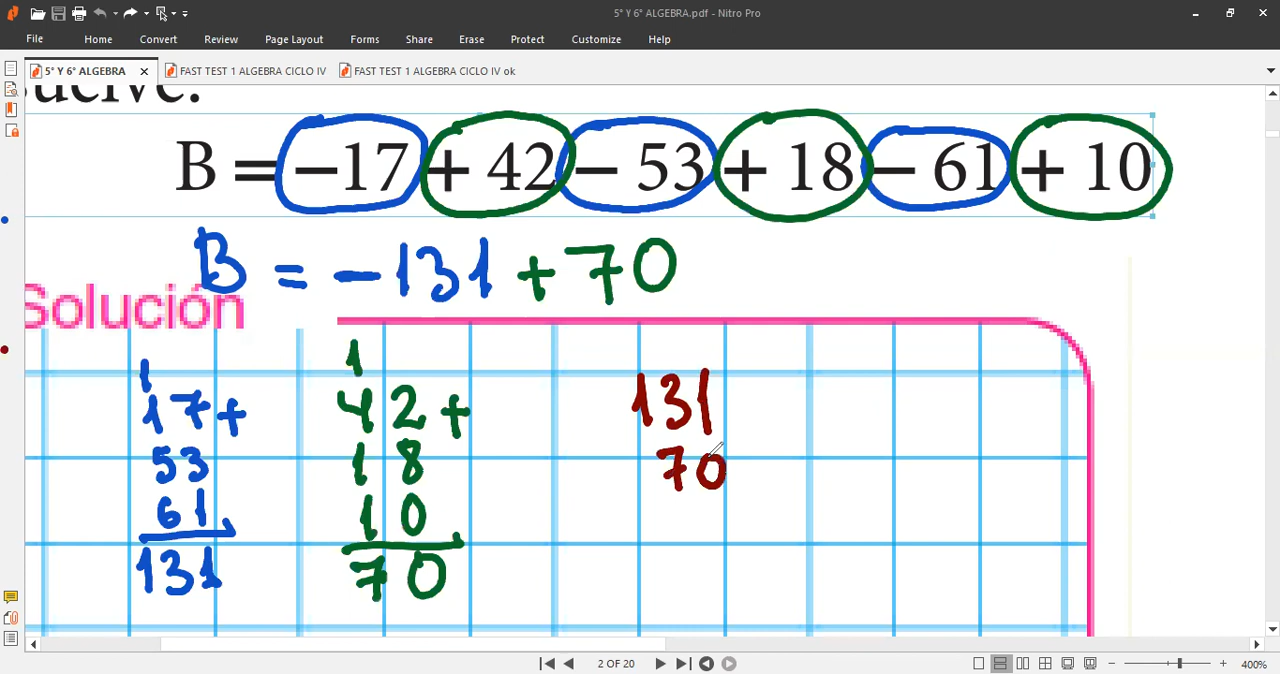 5° Y 6° ALGEBRA.pdf - Nitro Pro
File Home Convert Review Page Layout Forms Share Erase Protect Customize Help
5° Y 6° ALGEBRA FAST TEST 1 ALGEBRA CICLO IV FAST TEST 1 ALGEBRA CICLO IV ok
suelve:
B = −17 + 42 − 53 + 18 − 61 + 10
B = −131 + 70
Solución
1 1
17+ 42+ 131
53 18 70
61 10
131 70
2 OF 20 400%